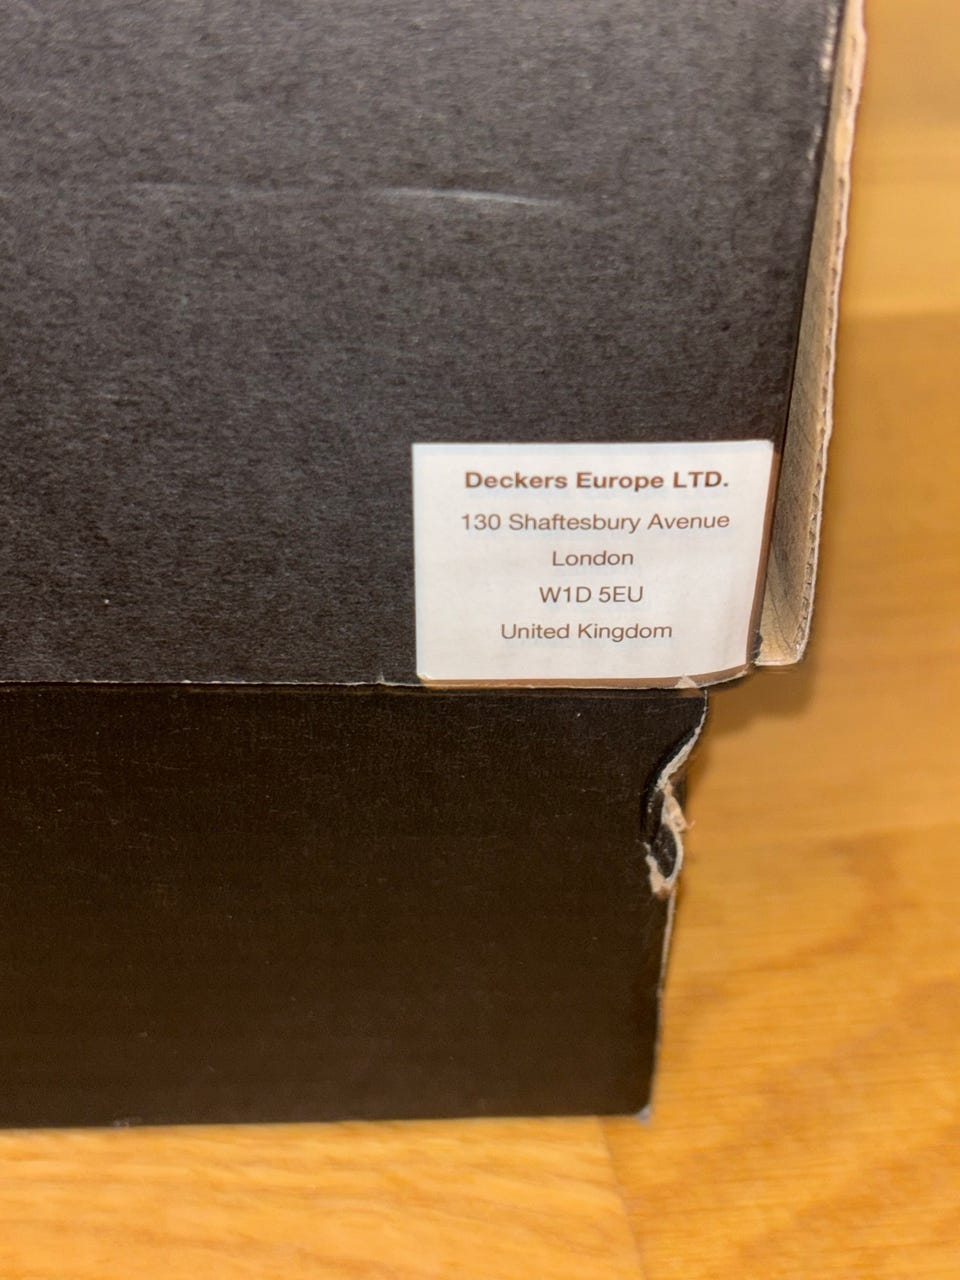 Deckers Europe LTD.
130 Shaftesbury Avenue
London
W1D 5EU
United Kingdom